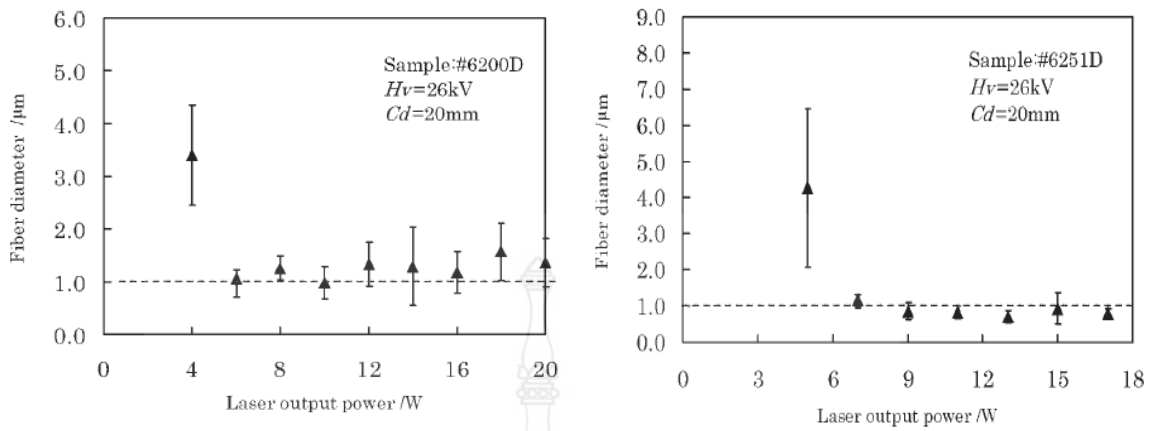 6.0
5.0
4.0
3.0
2.0
1.0
0.0
Fiber diameter /µm
Sample:#6200D
Hv=26kV
Cd=20mm
0 4 8 12 16 20
Laser output power /W
9.0
8.0
7.0
6.0
5.0
4.0
3.0
2.0
1.0
0.0
Fiber diameter /µm
Sample:#6251D
Hv=26kV
Cd=20mm
0 3 6 9 12 15 18
Laser output power /W